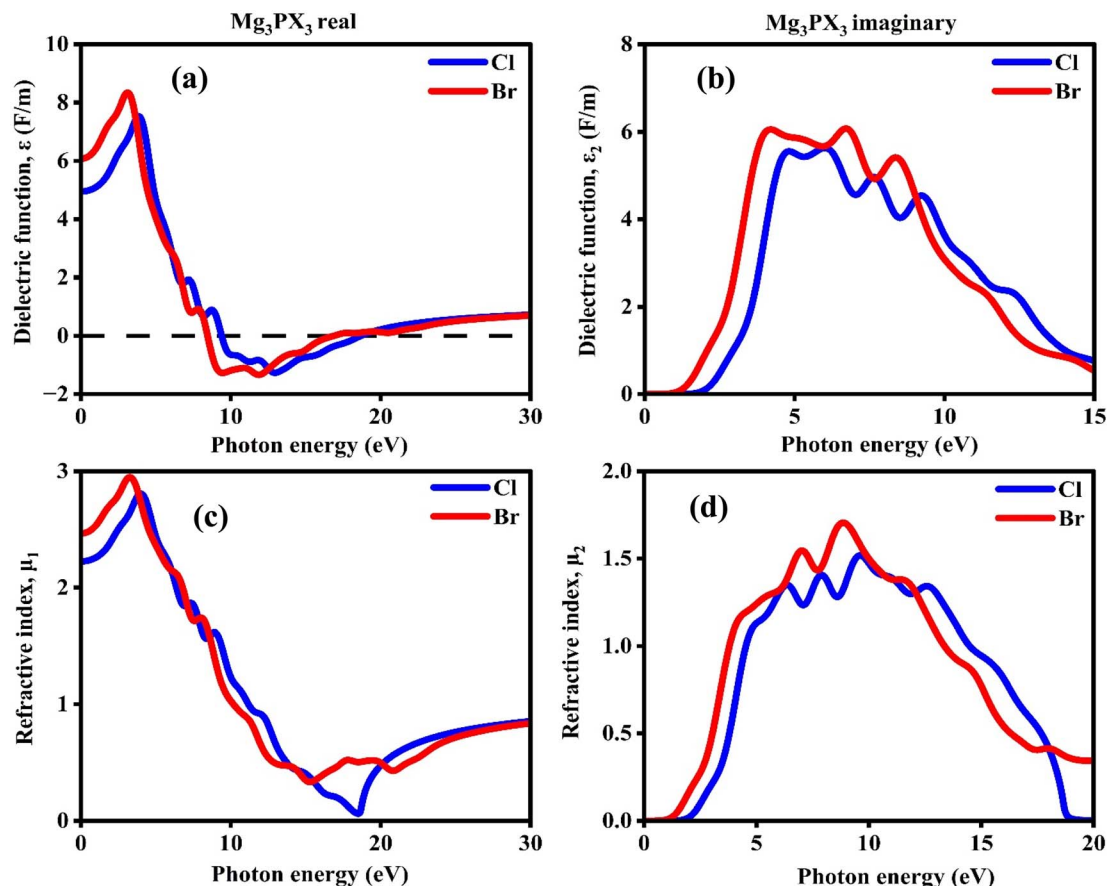 Mg₃PX₃ real
Mg₃PX₃ imaginary
(a)
Cl
Br
Dielectric function, ε (F/m)
10
8
6
4
2
0
−2
0
10
20
30
Photon energy (eV)
(b)
Cl
Br
Dielectric function, ε₂ (F/m)
8
6
4
2
0
0
5
10
15
Photon energy (eV)
(c)
Cl
Br
Refractive index, μ₁
3
2
1
0
0
10
20
30
Photon energy (eV)
(d)
Cl
Br
Refractive index, μ₂
2.0
1.5
1.0
0.5
0.0
0
5
10
15
20
Photon energy (eV)